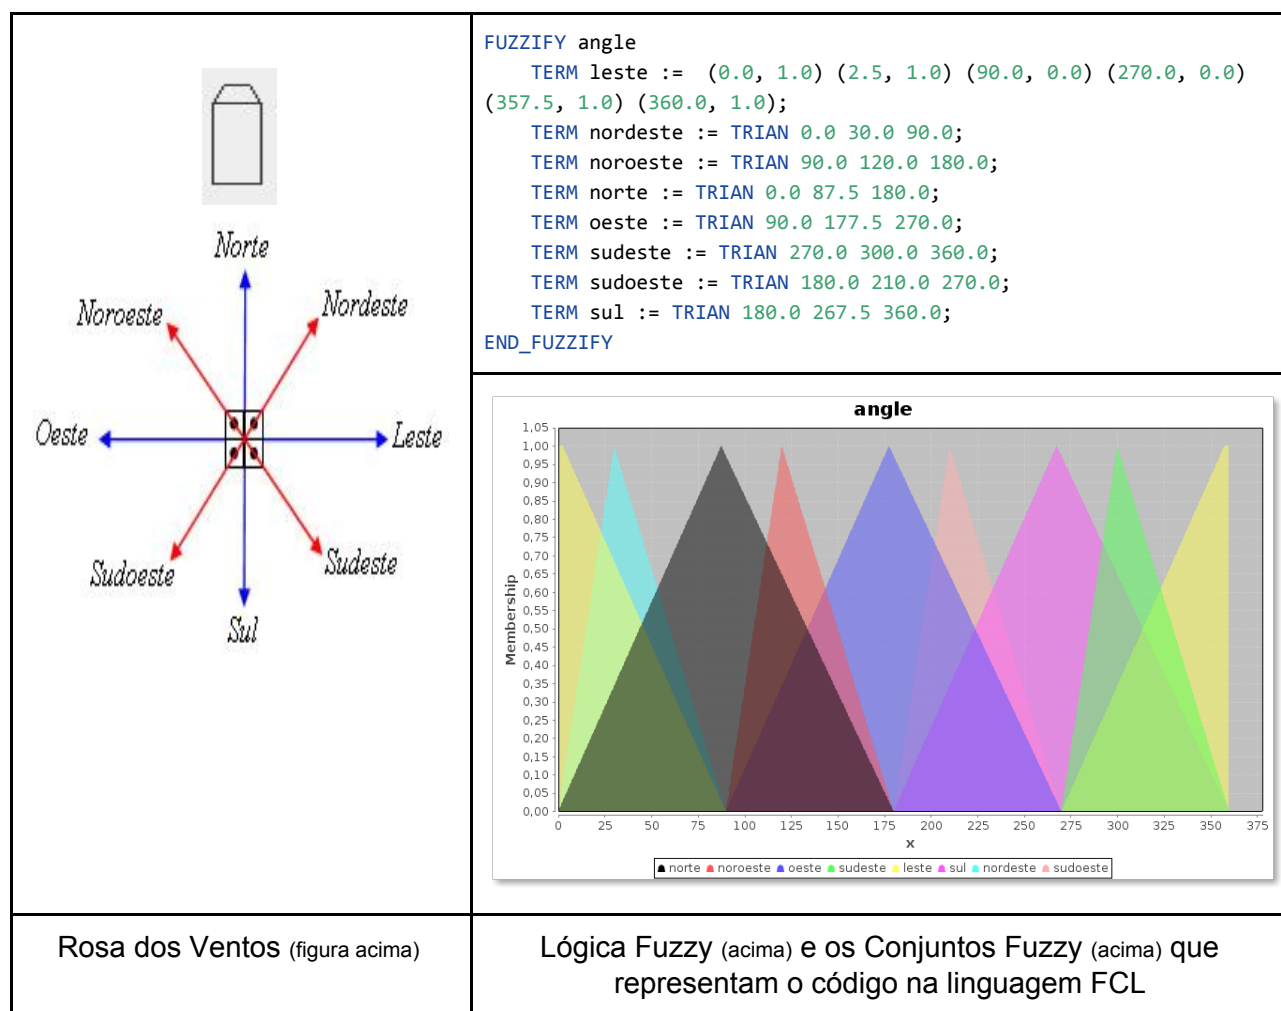 Norte
Noroeste
Nordeste
Oeste
Leste
Sudoeste
Sudeste
Sul
FUZZIFY angle
TERM leste := (0.0, 1.0) (2.5, 1.0) (90.0, 0.0) (270.0, 0.0)
(357.5, 1.0) (360.0, 1.0);
TERM nordeste := TRIAN 0.0 30.0 90.0;
TERM noroeste := TRIAN 90.0 120.0 180.0;
TERM norte := TRIAN 0.0 87.5 180.0;
TERM oeste := TRIAN 90.0 177.5 270.0;
TERM sudeste := TRIAN 270.0 300.0 360.0;
TERM sudoeste := TRIAN 180.0 210.0 270.0;
TERM sul := TRIAN 180.0 267.5 360.0;
END_FUZZIFY
angle
1,05
1,00
0,95
0,90
0,85
0,80
0,75
0,70
0,65
0,60
0,55
0,50
0,45
0,40
0,35
0,30
0,25
0,20
0,15
0,10
0,05
0,00
Membership
0 25 50 75 100 125 150 175 200 225 250 275 300 325 350 375
x
norte noroeste oeste sudeste leste sul nordeste sudoeste
Rosa dos Ventos (figura acima)
Lógica Fuzzy (acima) e os Conjuntos Fuzzy (acima) que
representam o código na linguagem FCL